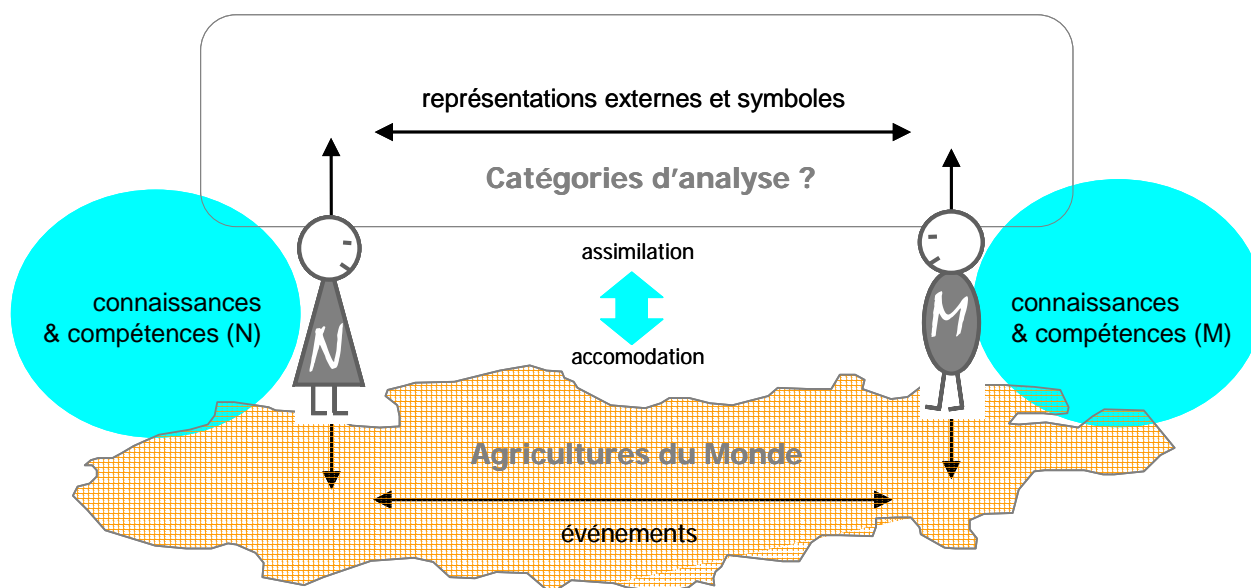 représentations externes et symboles
Catégories d'analyse ?
assimilation
connaissances
& compétences (N)
N
M
connaissances
& compétences (M)
accomodation
Agricultures du Monde
événements